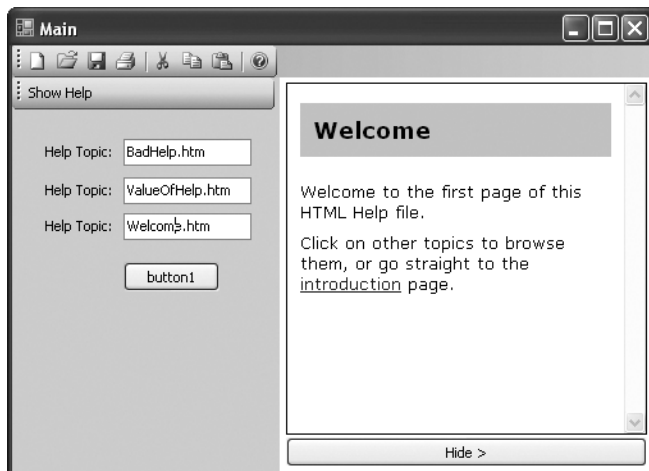 Main
Show Help
Help Topic: BadHelp.htm
Help Topic: ValueOfHelp.htm
Help Topic: Welcome.htm
button1
Welcome
Welcome to the first page of this
HTML Help file.
Click on other topics to browse
them, or go straight to the
introduction page.
Hide >